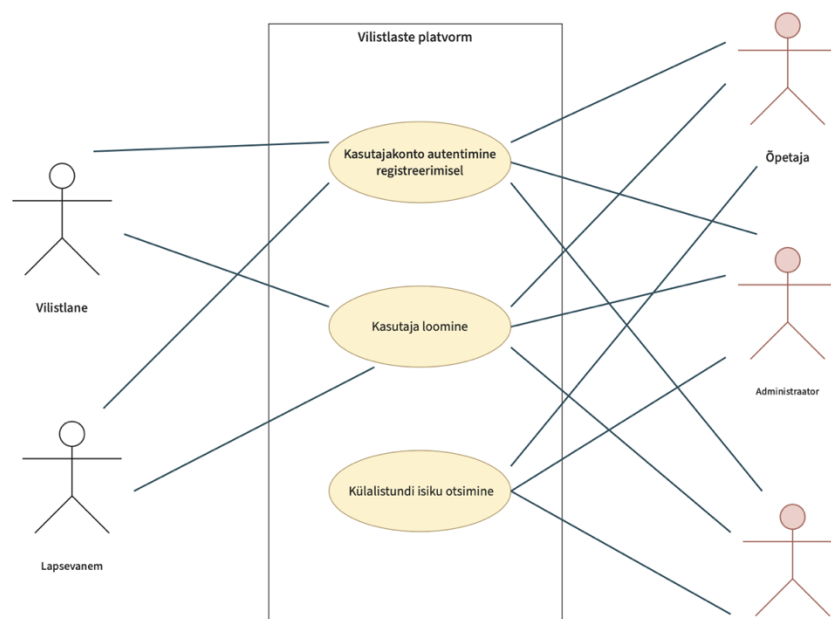 Vilistlaste platvorm
Kasutajakonto autentimine
registreerimisel
Õpetaja
Vilistlane
Kasutaja loomine
Administraator
Külalistundi isiku otsimine
Lapsevanem